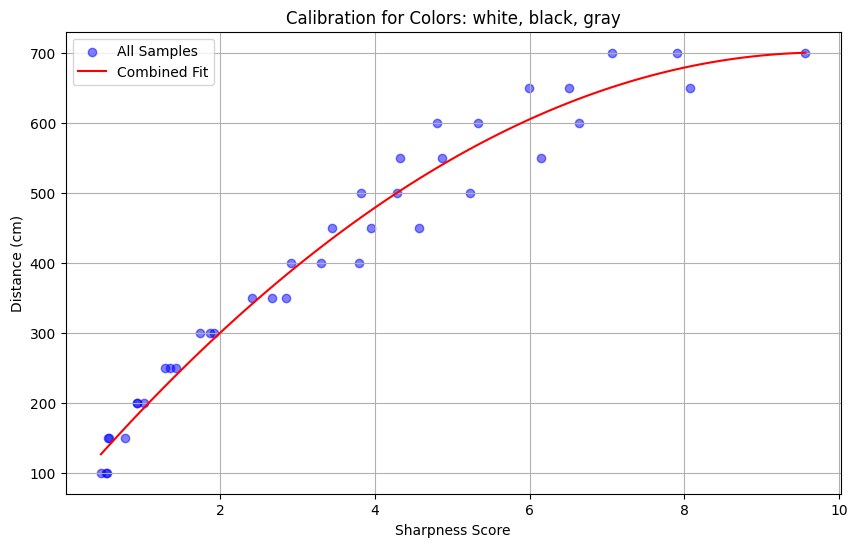 Calibration for Colors: white, black, gray
All Samples
Combined Fit
700
600
500
400
300
200
100
Distance (cm)
2 4 6 8 10
Sharpness Score